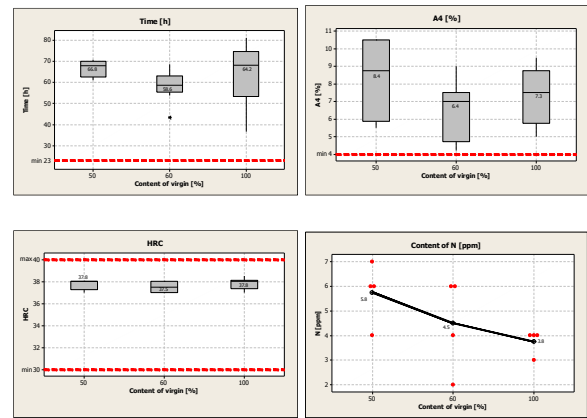 Time [h]
80
70
60
50
40
30
min 23
Time [h]
66.8
58.6
64.2
50
60
100
Content of virgin [%]
A4 [%]
11
10
9
8
7
6
5
min 4
A4 [%]
8.4
6.4
7.3
50
60
100
Content of virgin [%]
HRC
max 40
38
36
34
32
min 30
HRC
37.8
37.5
37.8
50
60
100
Content of virgin [%]
Content of N [ppm]
7
6
5
4
3
2
N [ppm]
5.8
4.5
3.8
50
60
100
Content of virgin [%]